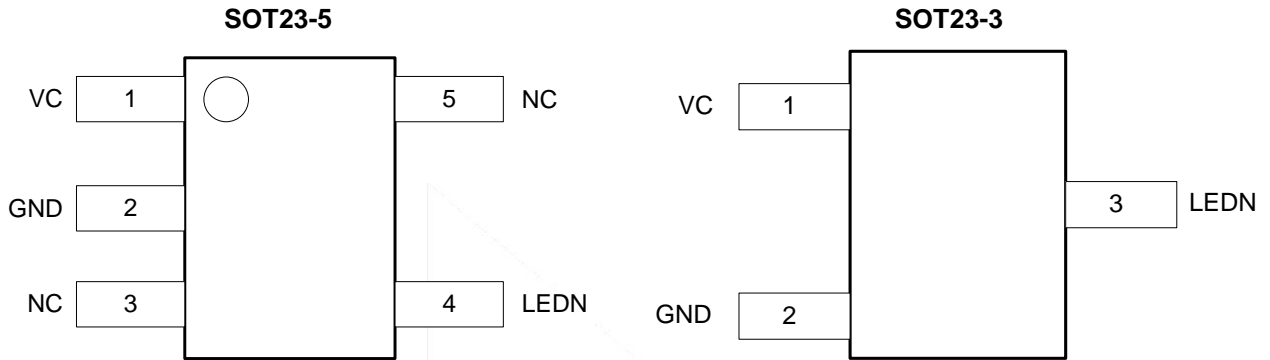 SOT23-5
VC 1
5 NC
GND 2
NC 3
4 LEDN
SOT23-3
VC 1
3 LEDN
GND 2